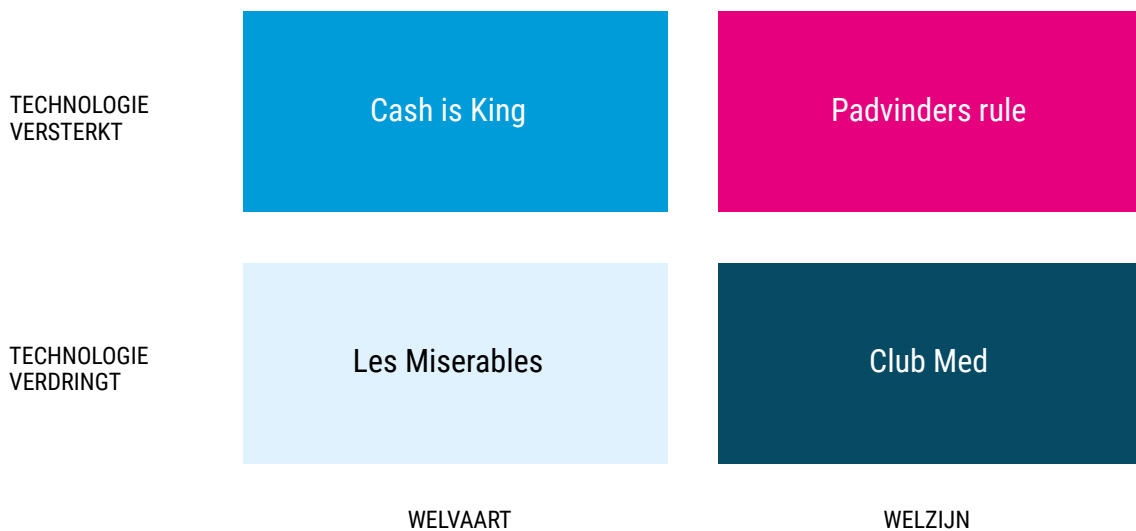 TECHNOLOGIE
VERSTERKT
Cash is King
Padvinders rule
TECHNOLOGIE
VERDRINGT
Les Miserables
Club Med
WELVAART
WELZIJN